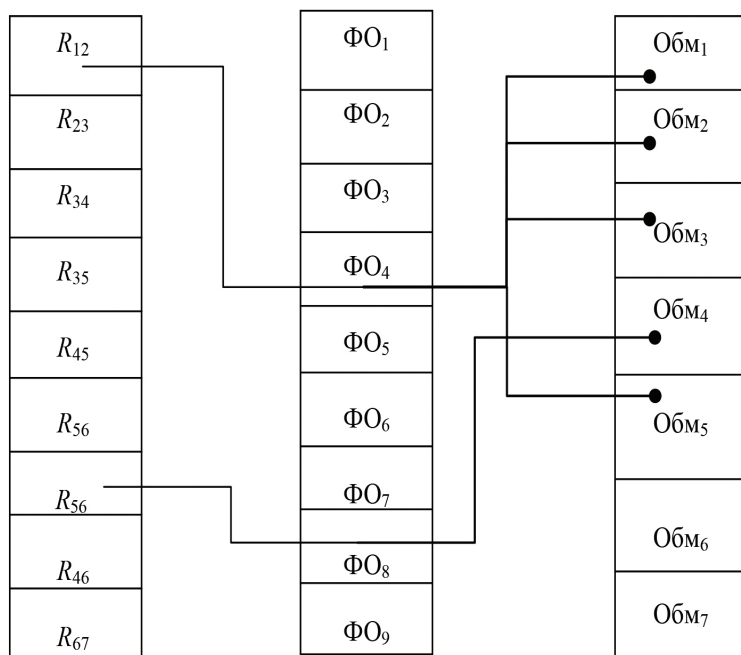 R₁₂
R₂₃
R₃₄
R₃₅
R₄₅
R₅₆
R₅₆
R₄₆
R₆₇
ФО₁
ФО₂
ФО₃
ФО₄
ФО₅
ФО₆
ФО₇
ФО₈
ФО₉
Обм₁
Обм₂
Обм₃
Обм₄
Обм₅
Обм₆
Обм₇